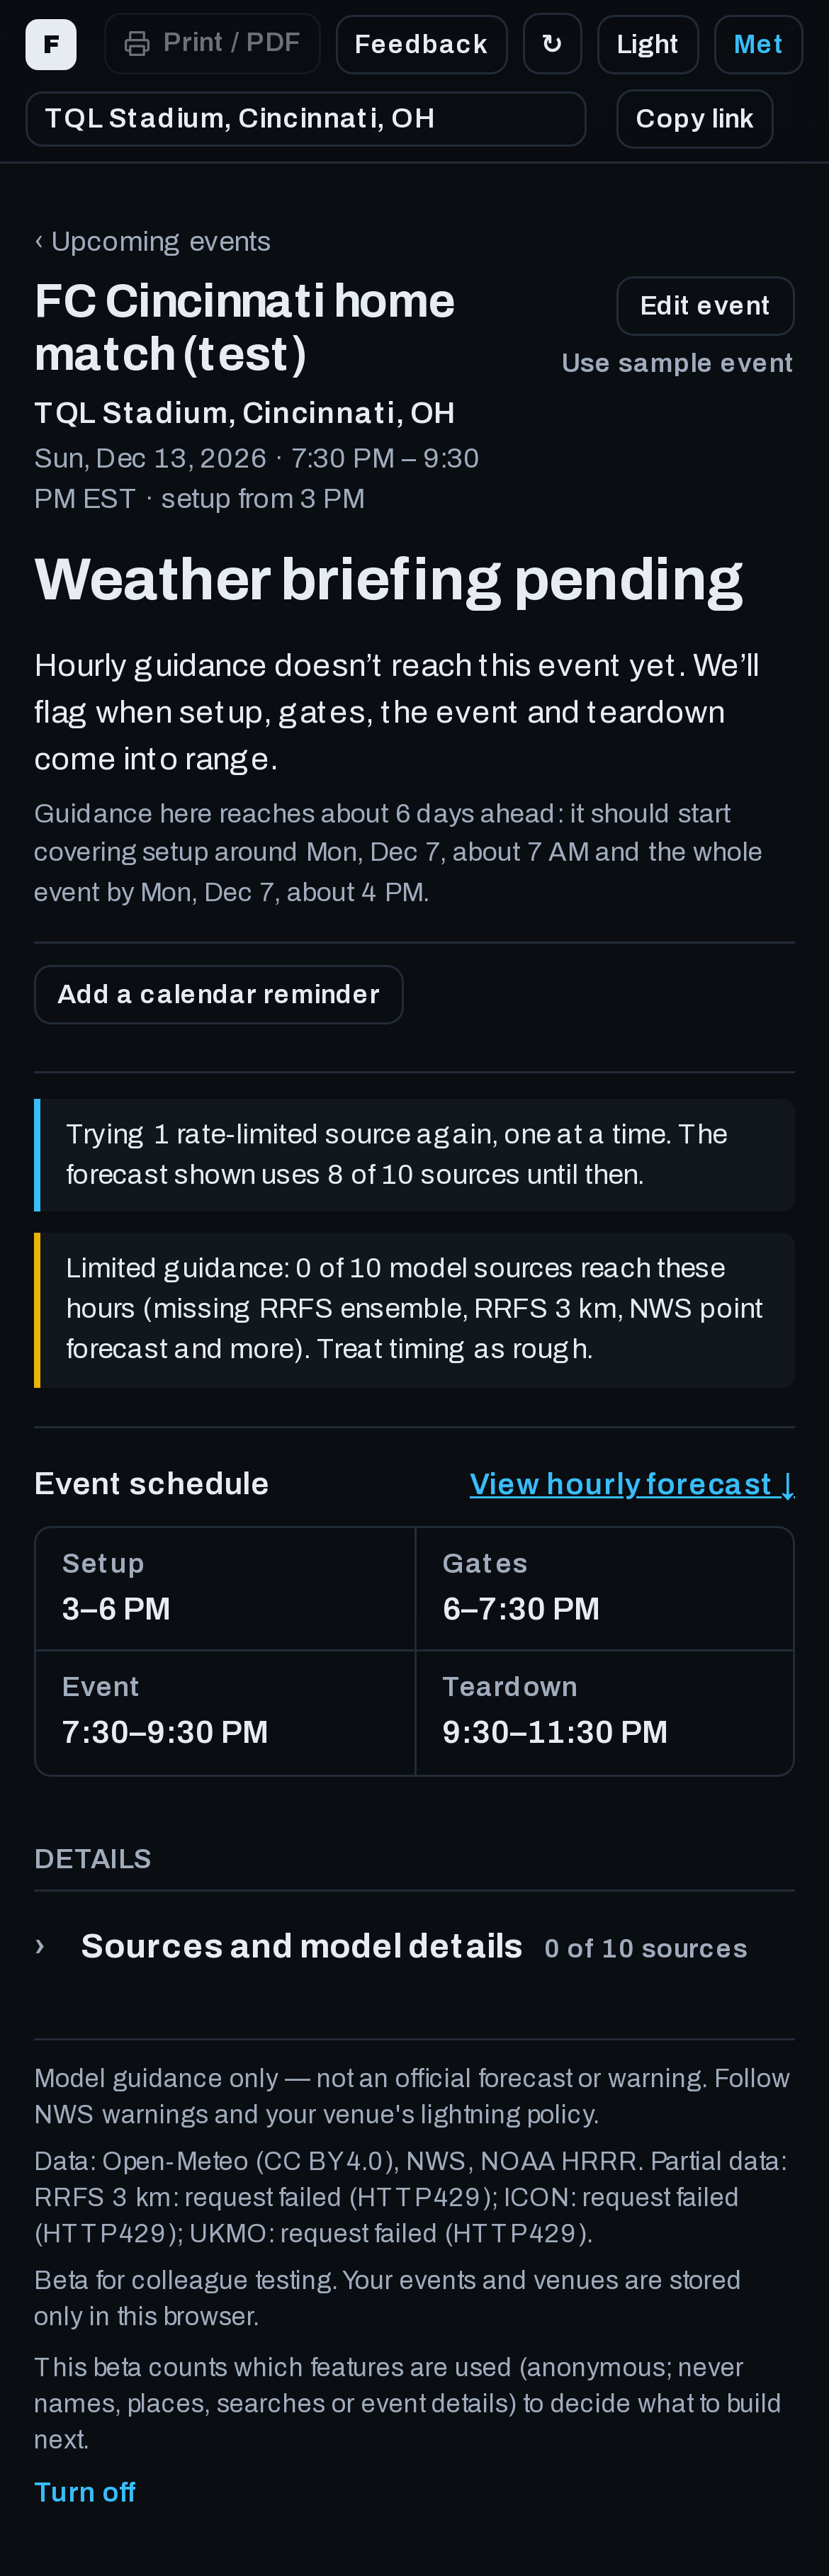 F
Print / PDF
Feedback
↻
Light
Met
TQL Stadium, Cincinnati, OH
Copy link
‹ Upcoming events
FC Cincinnati home
match (test)
Edit event
Use sample event
TQL Stadium, Cincinnati, OH
Sun, Dec 13, 2026 · 7:30 PM – 9:30
PM EST · setup from 3 PM
Weather briefing pending
Hourly guidance doesn’t reach this event yet. We’ll
flag when setup, gates, the event and teardown
come into range.
Guidance here reaches about 6 days ahead: it should start
covering setup around Mon, Dec 7, about 7 AM and the whole
event by Mon, Dec 7, about 4 PM.
Add a calendar reminder
Trying 1 rate-limited source again, one at a time. The
forecast shown uses 8 of 10 sources until then.
Limited guidance: 0 of 10 model sources reach these
hours (missing RRFS ensemble, RRFS 3 km, NWS point
forecast and more). Treat timing as rough.
Event schedule
View hourly forecast ↓
Setup
3–6 PM
Gates
6–7:30 PM
Event
7:30–9:30 PM
Teardown
9:30–11:30 PM
DETAILS
› Sources and model details 0 of 10 sources
Model guidance only — not an official forecast or warning. Follow
NWS warnings and your venue's lightning policy.
Data: Open-Meteo (CC BY 4.0), NWS, NOAA HRRR. Partial data:
RRFS 3 km: request failed (HTTP 429); ICON: request failed
(HTTP 429); UKMO: request failed (HTTP 429).
Beta for colleague testing. Your events and venues are stored
only in this browser.
This beta counts which features are used (anonymous; never
names, places, searches or event details) to decide what to build
next.
Turn off